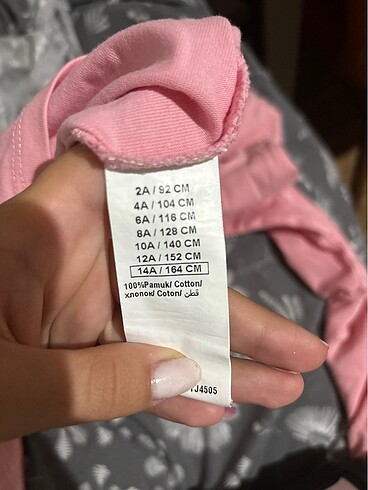 2A / 92 CM
4A / 104 CM
6A / 116 CM
8A / 128 CM
10A / 140 CM
12A / 152 CM
14A / 164 CM
100%Pamuk/ Cotton/
хлопок/ Coton/ قطن
J4505